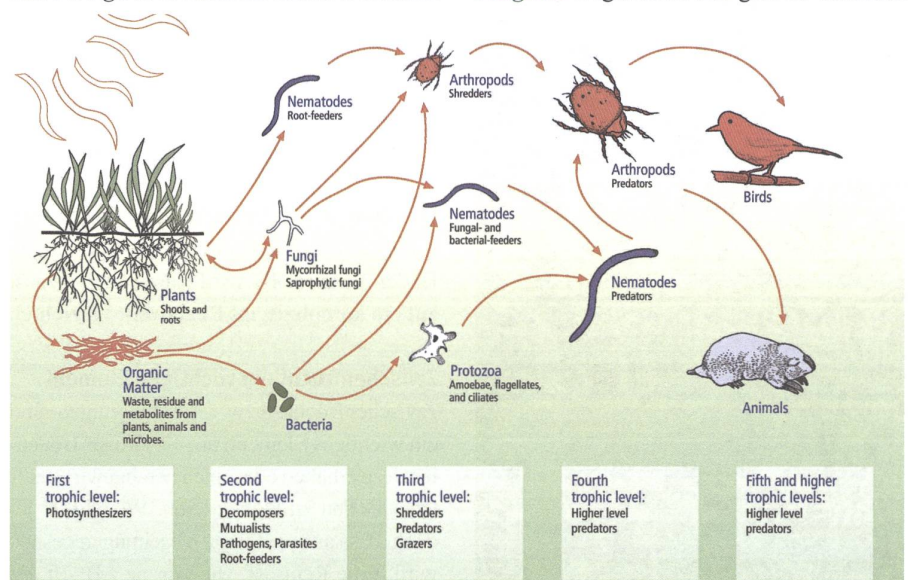 Nematodes
Root-feeders
Arthropods
Shredders
Arthropods
Predators
Birds
Nematodes
Fungal- and
bacterial-feeders
Fungi
Mycorrhizal fungi
Saprophytic fungi
Plants
Shoots and
roots
Nematodes
Predators
Organic
Matter
Waste, residue and
metabolites from
plants, animals and
microbes.
Bacteria
Protozoa
Amoebae, flagellates,
and ciliates
Animals
First
trophic level:
Photosynthesizers
Second
trophic level:
Decomposers
Mutualists
Pathogens, Parasites
Root-feeders
Third
trophic level:
Shredders
Predators
Grazers
Fourth
trophic level:
Higher level
predators
Fifth and higher
trophic levels:
Higher level
predators